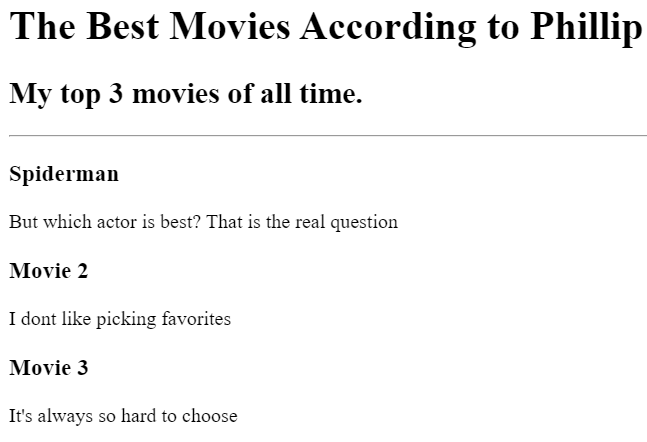 The Best Movies According to Phillip
My top 3 movies of all time.
Spiderman
But which actor is best? That is the real question
Movie 2
I dont like picking favorites
Movie 3
It's always so hard to choose